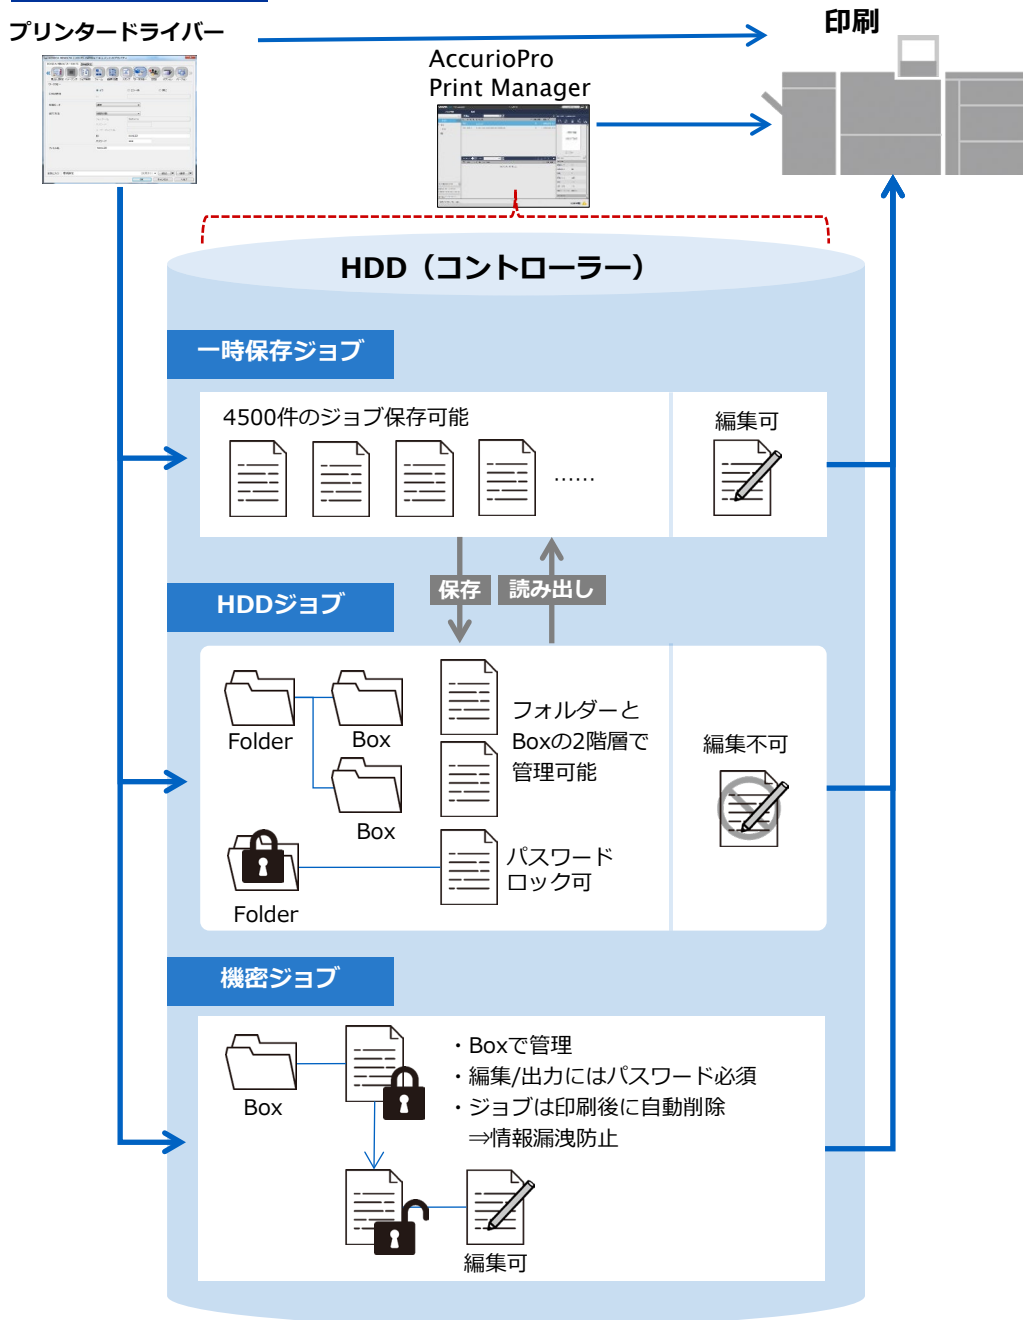 プリンタードライバー
印刷
AccurioPro
Print Manager
HDD（コントローラー）
一時保存ジョブ
4500件のジョブ保存可能
……
編集可
保存
読み出し
HDDジョブ
Folder
Box
Box
フォルダーと
Boxの2階層で
管理可能
編集不可
Folder
パスワード
ロック可
機密ジョブ
Box
・Boxで管理
・編集/出力にはパスワード必須
・ジョブは印刷後に自動削除
⇒情報漏洩防止
編集可